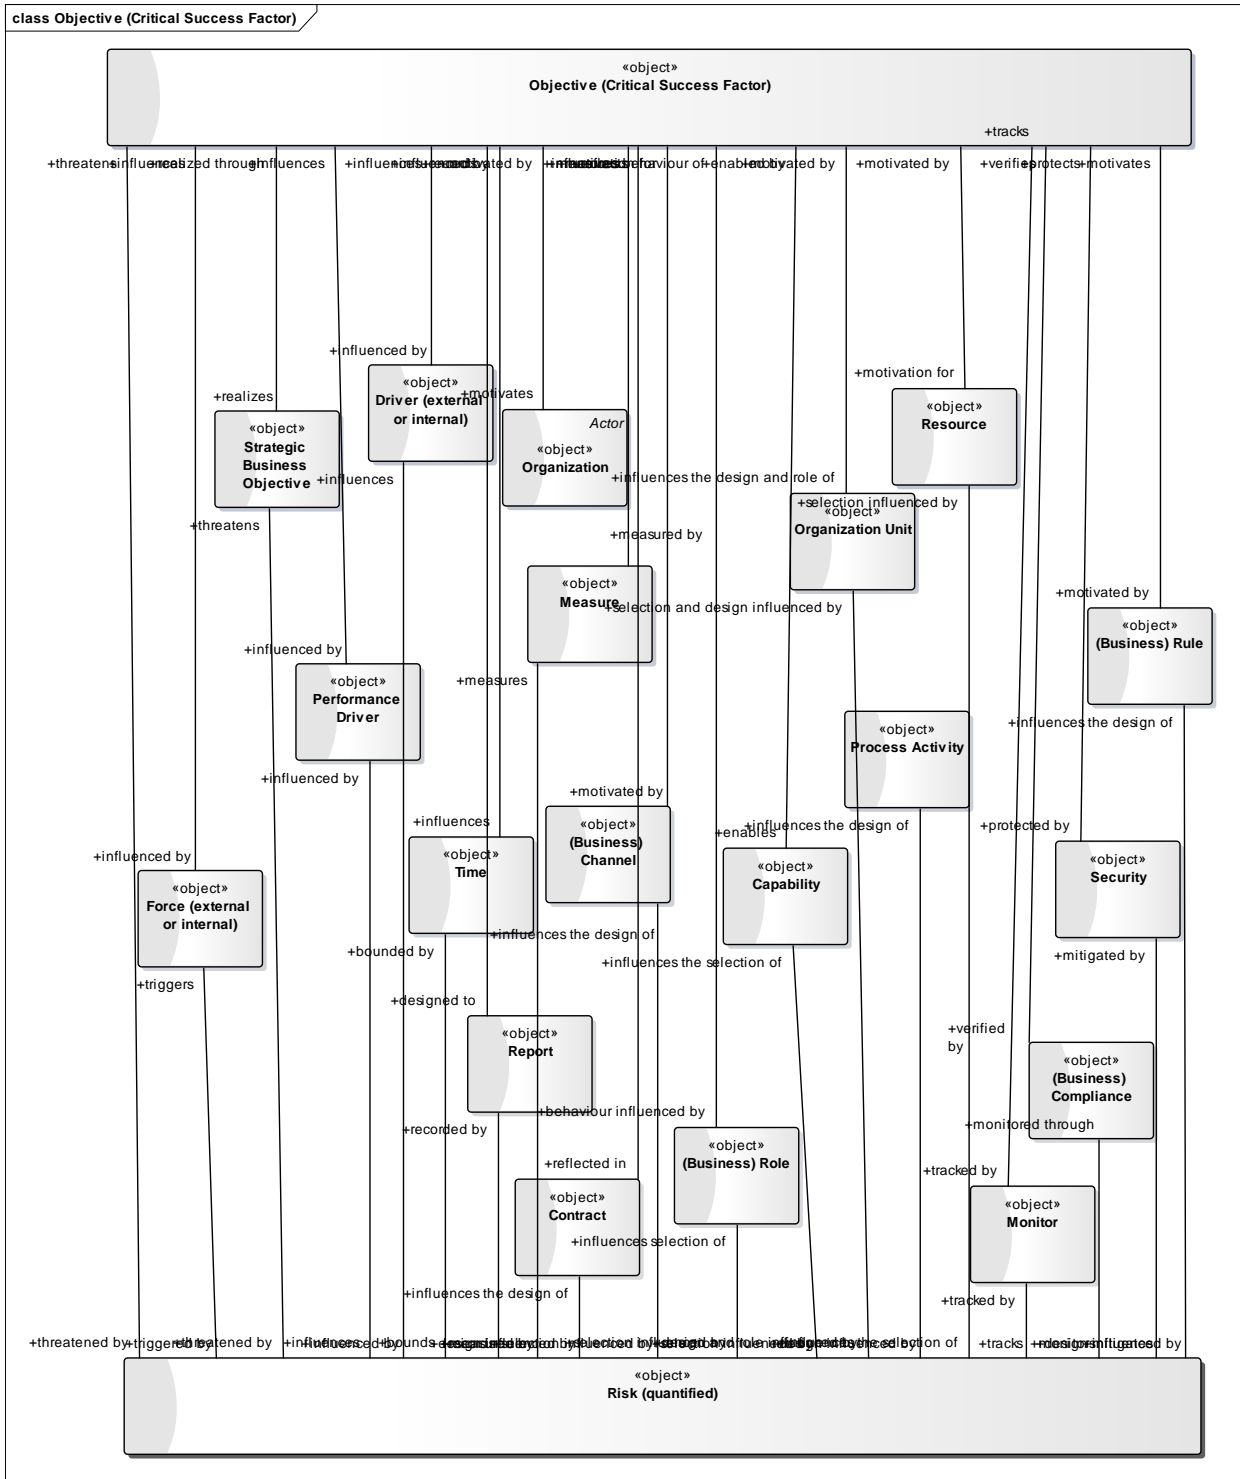 class Objective (Critical Success Factor)
«object»
Objective (Critical Success Factor)
+tracks
+threatens
+realized through
+influences
+influences
+motivated by
+enabled by
+motivated by
+motivated by
+verifies
+protects
+motivates
+influenced by
«object»
Driver (external
or internal)
+motivates
+realizes
«object»
Strategic
Business
Objective
+influences
+threatens
Actor
«object»
Organization
+motivation for
«object»
Resource
+influences the design and role of
+selection influenced by
«object»
Organization Unit
+measured by
«object»
Measure
+selection and design influenced by
+measures
+motivated by
«object»
(Business) Rule
+influences the design of
+influenced by
«object»
Performance
Driver
+influenced by
«object»
Process Activity
+influences the design of
+motivated by
«object»
(Business)
Channel
+influences the design of
+influences
«object»
Time
+bounded by
+enables
«object»
Capability
+influences the selection of
+protected by
«object»
Security
+mitigated by
+influenced by
«object»
Force (external
or internal)
+triggers
+designed to
«object»
Report
+recorded by
+verified
by
«object»
(Business)
Compliance
+monitored through
+behaviour influenced by
«object»
(Business) Role
+influences selection of
+reflected in
«object»
Contract
+influences the design of
+tracked by
«object»
Monitor
+tracked by
+threatened by
+triggered by
+threatened by
+influences
+influenced by
+bounds
+tracks
+mitigates
«object»
Risk (quantified)